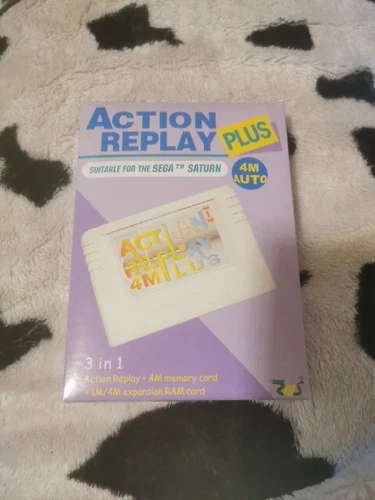 ACTION
REPLAY
PLUS
SUITABLE FOR THE SEGA™ SATURN
4M
AUTO
ACTION
REPLAY
4M PLUS
3 in 1
Action Replay + 4M memory card
+ 1M/4M expansion RAM card